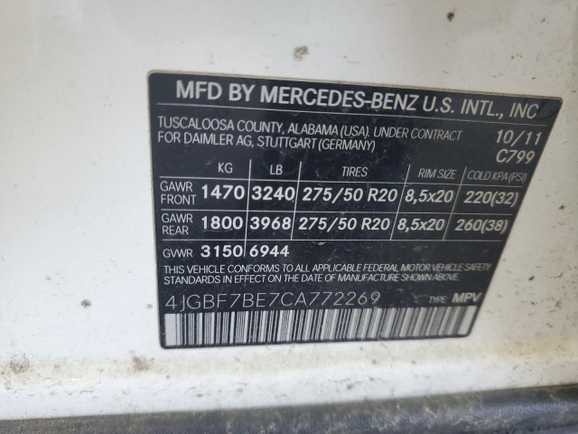 MFD BY MERCEDES-BENZ U.S. INTL., INC
TUSCALOOSA COUNTY, ALABAMA (USA). UNDER CONTRACT 10/11
FOR DAIMLER AG, STUTTGART (GERMANY) C799
KG LB TIRES RIM SIZE COLD KPA(PSI)
GAWR FRONT 1470 3240 275/50 R20 8,5x20 220(32)
GAWR REAR 1800 3968 275/50 R20 8,5x20 260(38)
GVWR 3150 6944
THIS VEHICLE CONFORMS TO ALL APPLICABLE FEDERAL MOTOR VEHICLE
SAFETY STANDARDS IN EFFECT ON THE DATE OF MANUFACTURE SHOWN ABOVE.
4JGBF7BE7CA772269 TYPE MPV